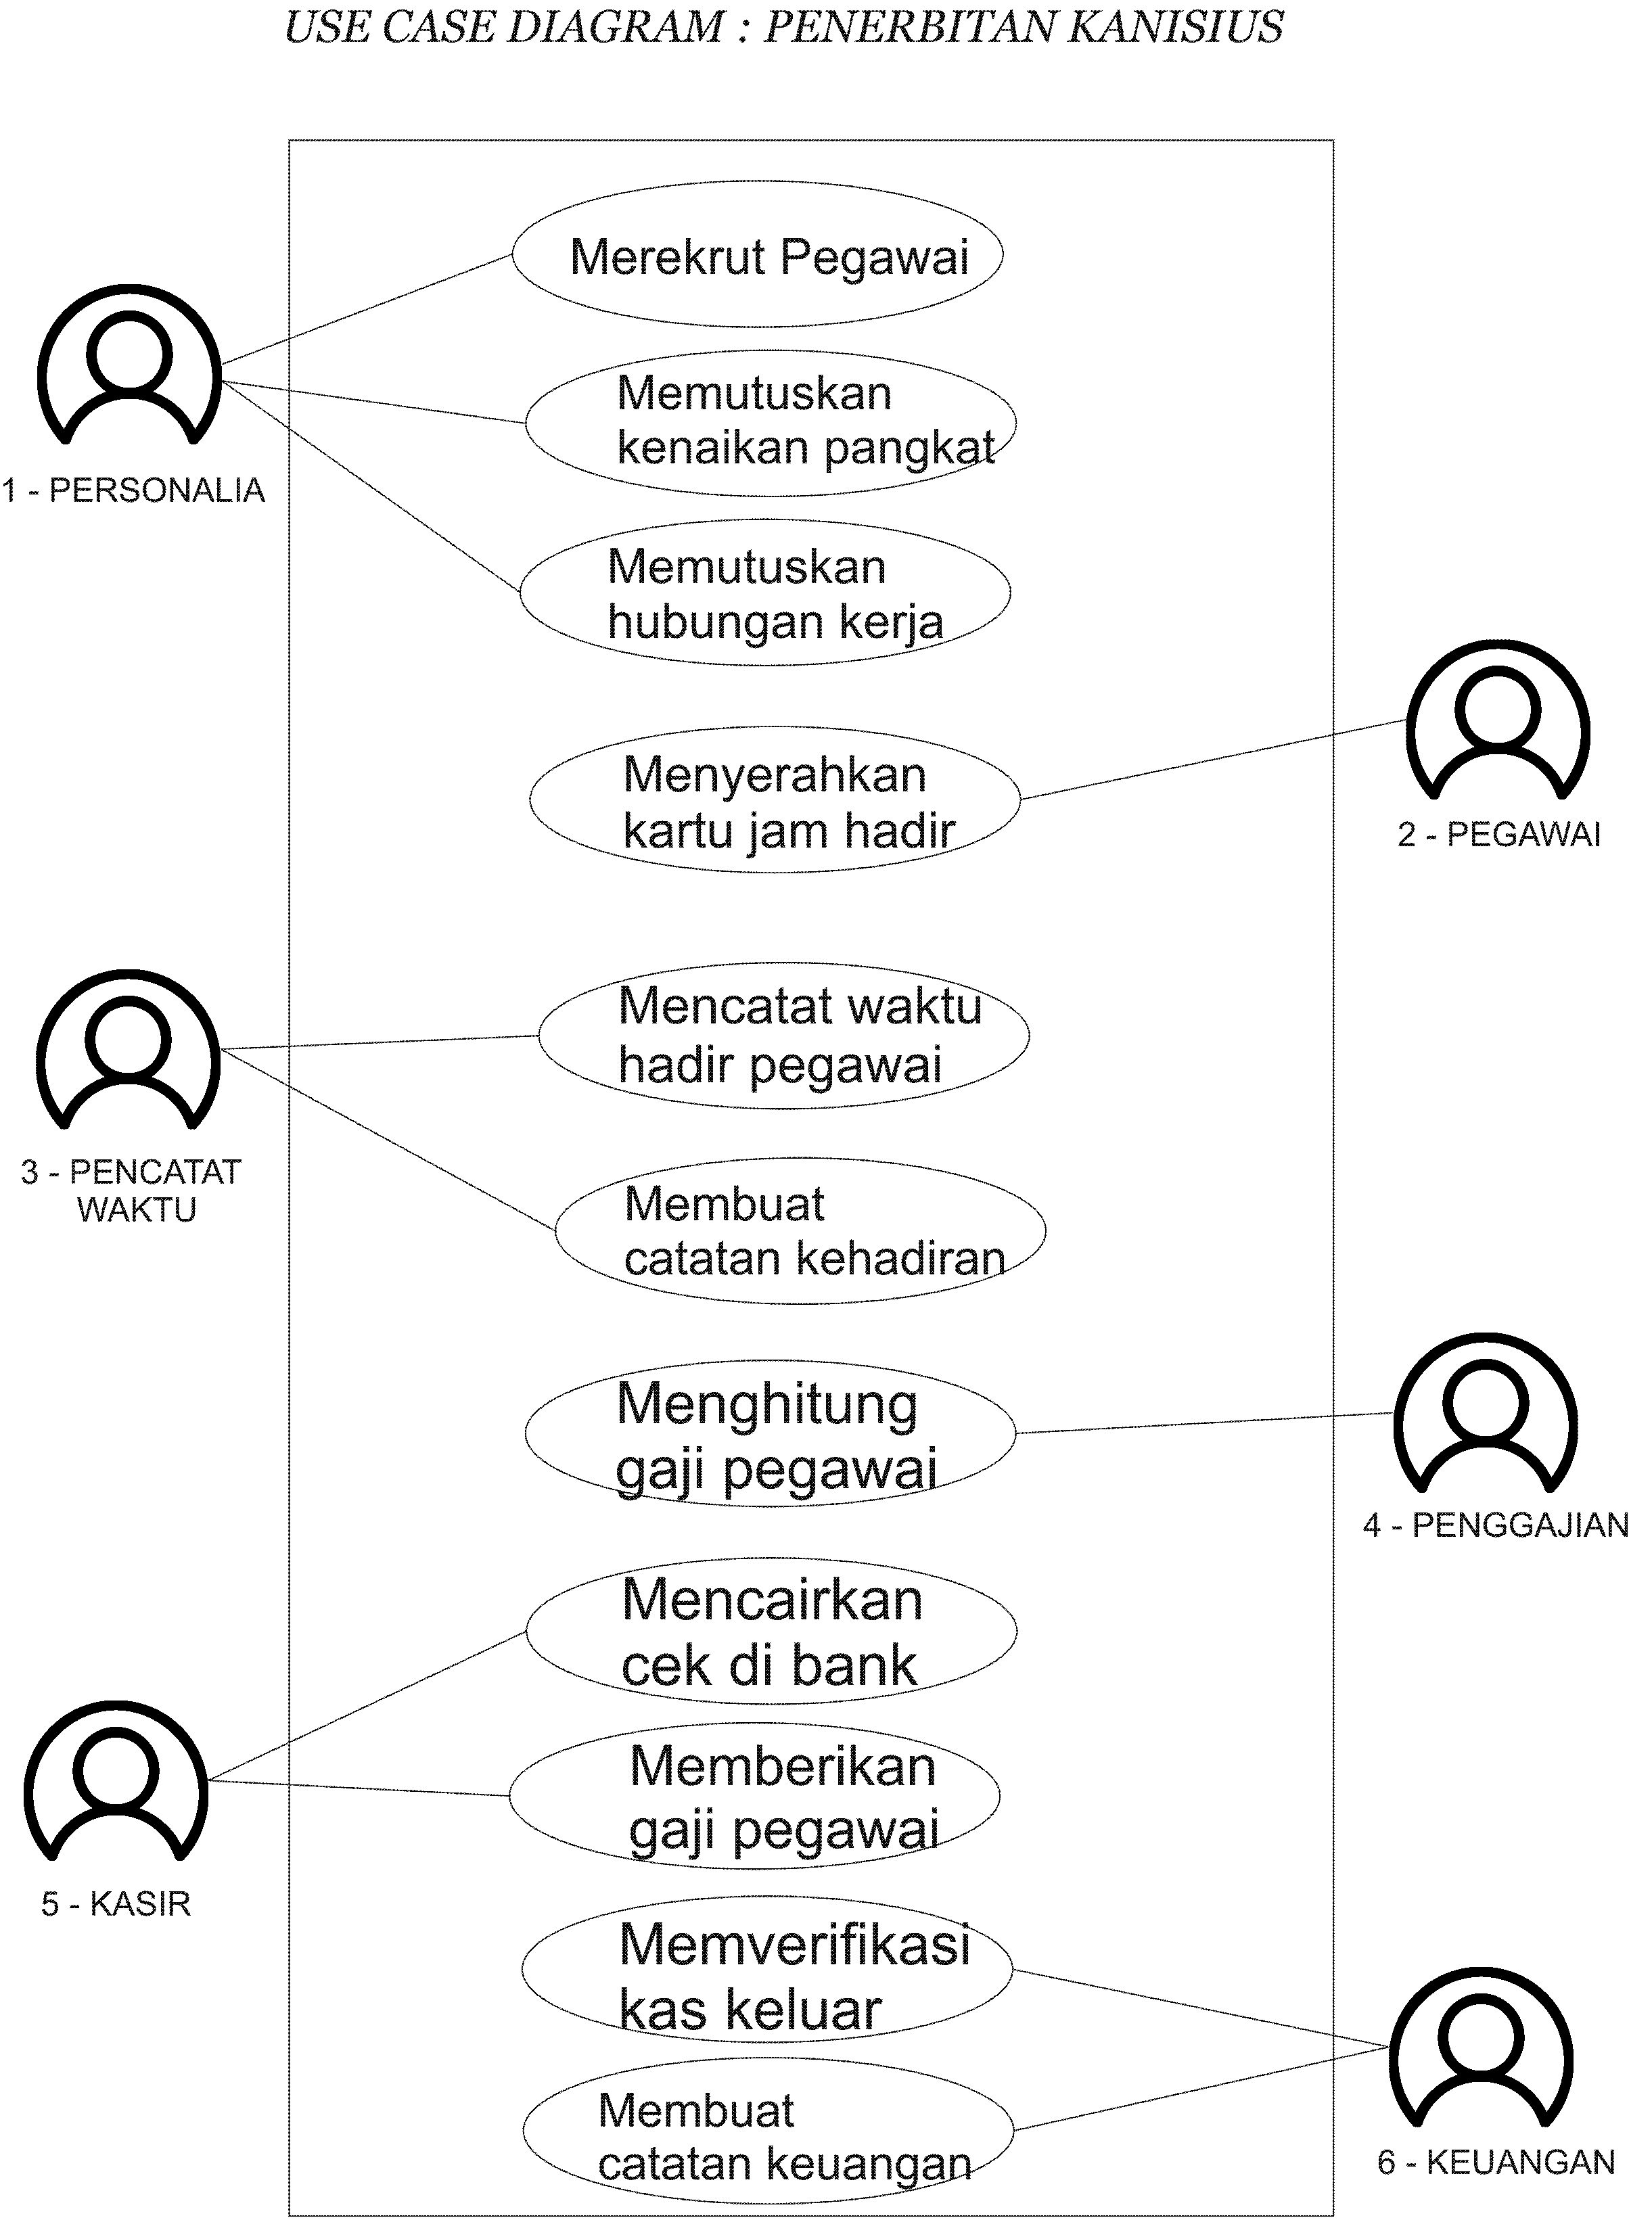 USE CASE DIAGRAM : PENERBITAN KANISIUS
Merekrut Pegawai
Memutuskan
kenaikan pangkat
1 - PERSONALIA
Memutuskan
hubungan kerja
Menyerahkan
kartu jam hadir
2 - PEGAWAI
Mencatat waktu
hadir pegawai
3 - PENCATAT
WAKTU
Membuat
catatan kehadiran
Menghitung
gaji pegawai
4 - PENGGAJIAN
Mencairkan
cek di bank
Memberikan
gaji pegawai
5 - KASIR
Memverifikasi
kas keluar
Membuat
catatan keuangan
6 - KEUANGAN